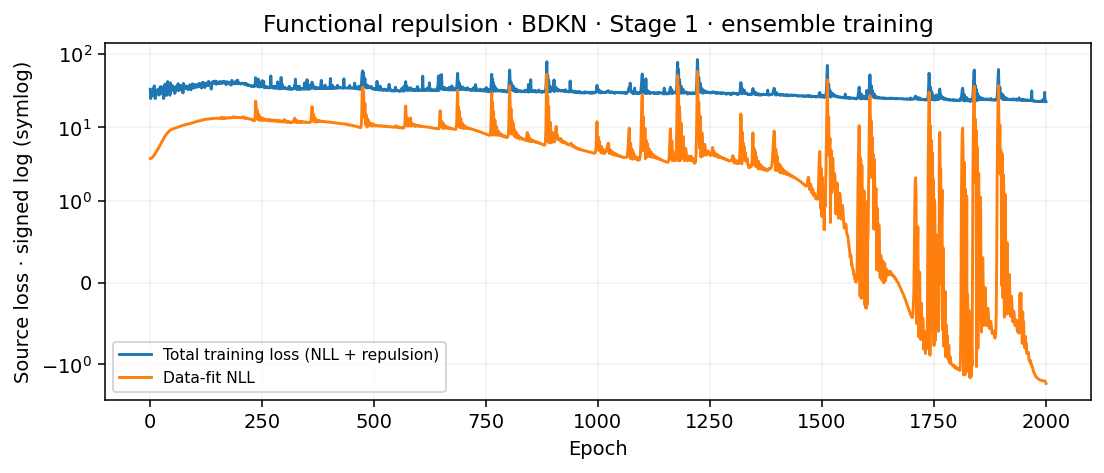 Functional repulsion · BDKN · Stage 1 · ensemble training
Source loss · signed log (symlog)
10²
10¹
10⁰
0
−10⁰
Total training loss (NLL + repulsion)
Data-fit NLL
0 250 500 750 1000 1250 1500 1750 2000
Epoch